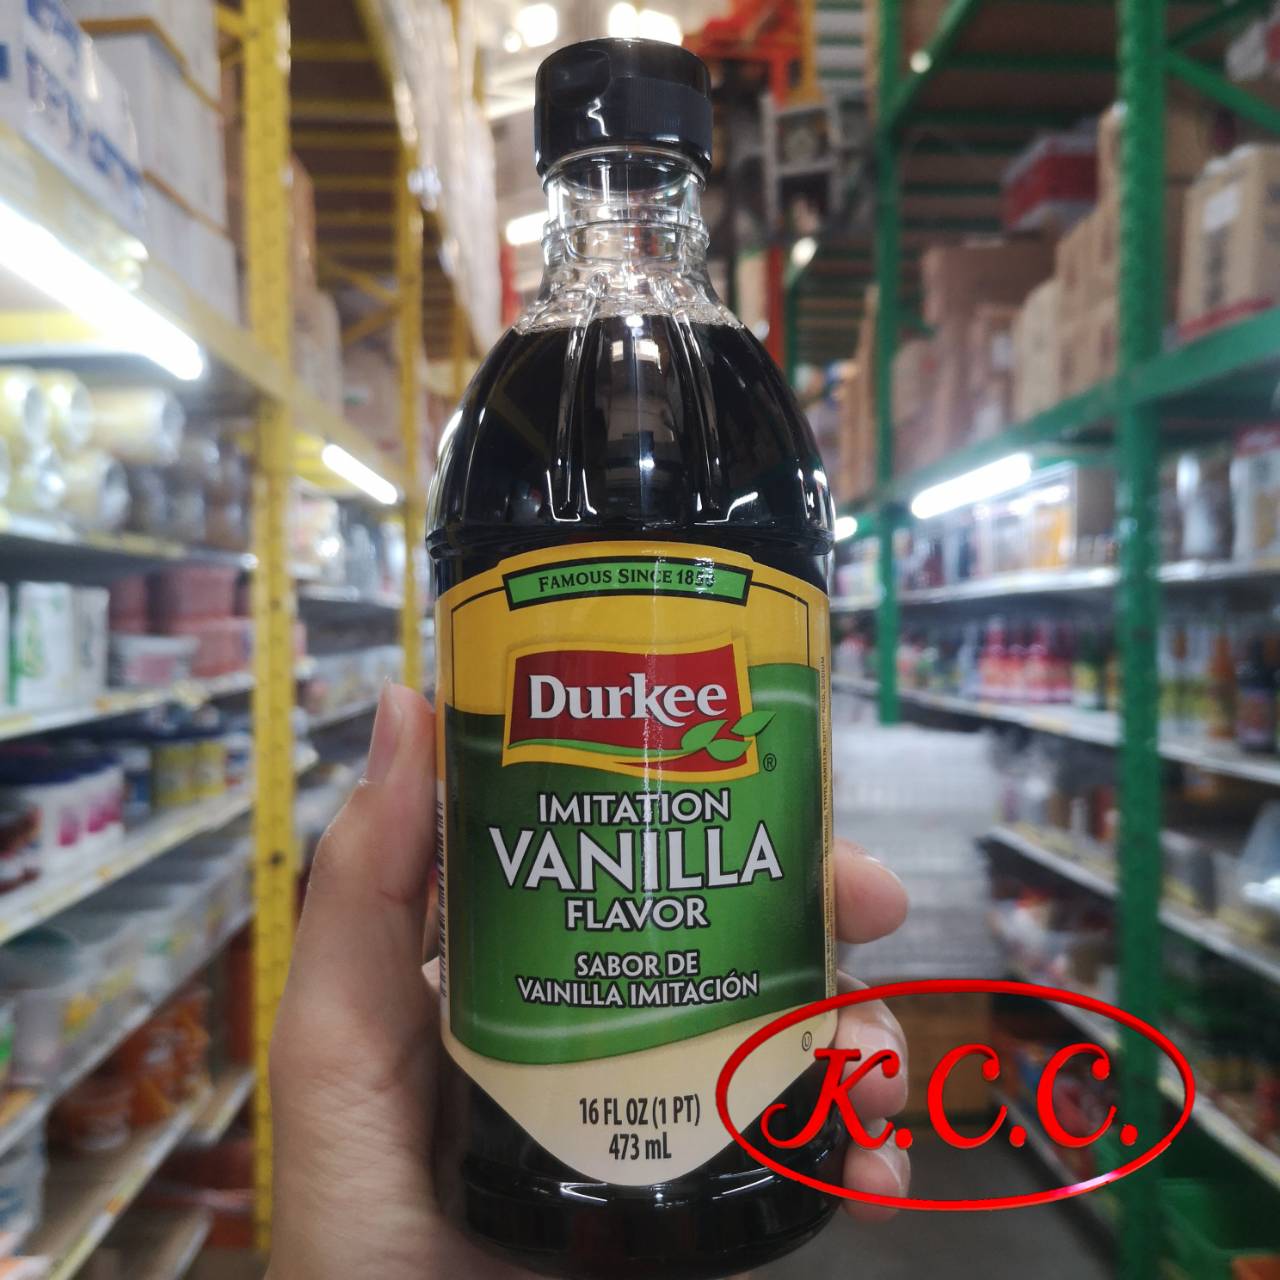 FAMOUS SINCE
Durkee
®
IMITATION
VANILLA
FLAVOR
SABOR DE
VAINILLA IMITACIÓN
U
16 FL OZ (1 PT)
473 mL
K.C.C.